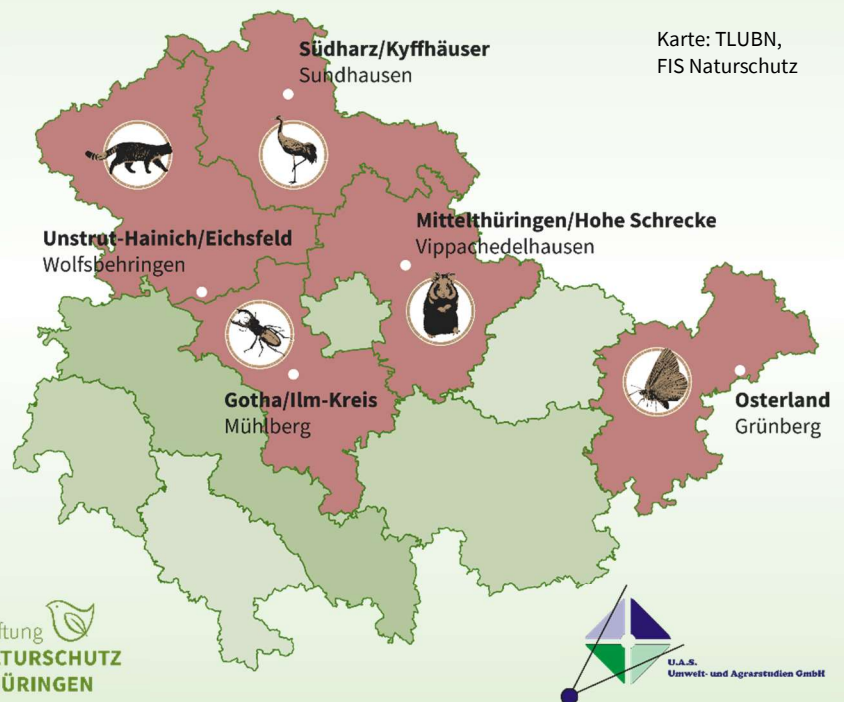 Südharz/Kyffhäuser
Sundhausen
Karte: TLUBN,
FIS Naturschutz
Unstrut-Hainich/Eichsfeld
Wolfsbehringen
Mittelthüringen/Hohe Schrecke
Vippachedelhausen
Gotha/Ilm-Kreis
Mühlberg
Osterland
Grünberg
ftung
TURSCHUTZ
ÜRINGEN
U.A.S.
Umwelt- und Agrarstudien GmbH